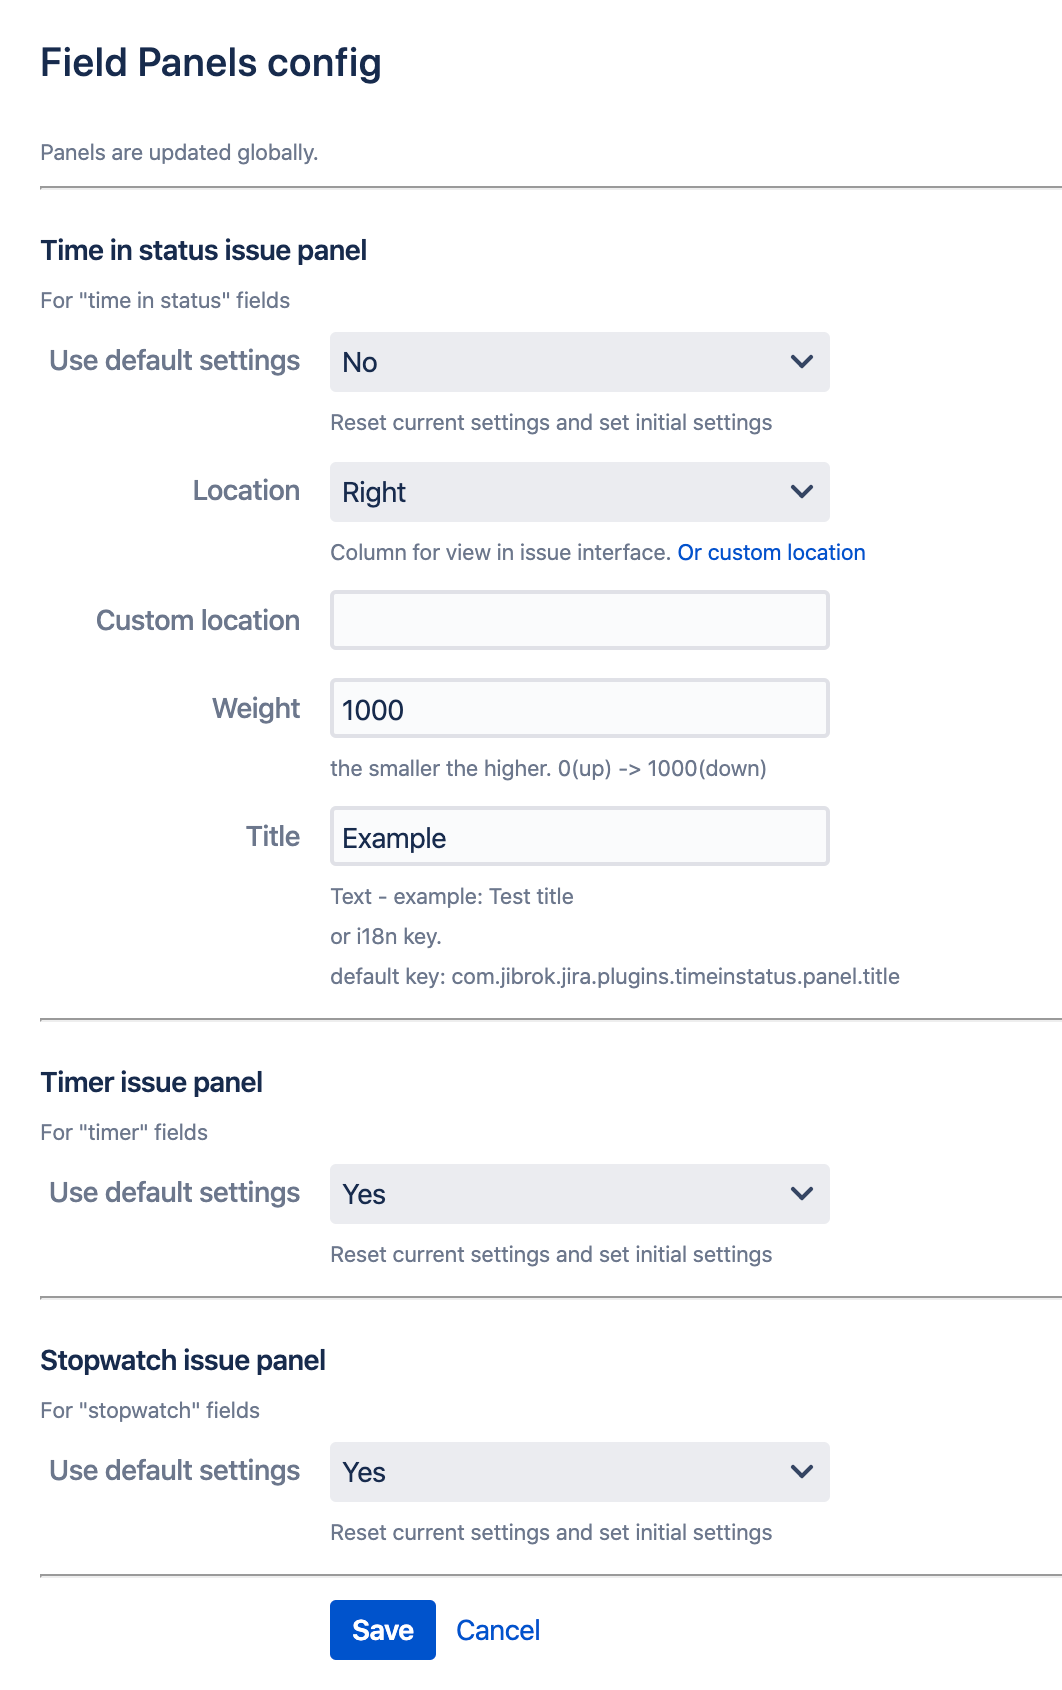 Field Panels config
Panels are updated globally.
Time in status issue panel
For "time in status" fields
Use default settings
No
Reset current settings and set initial settings
Location
Right
Column for view in issue interface. Or custom location
Custom location
Weight
1000
the smaller the higher. 0(up) -> 1000(down)
Title
Example
Text - example: Test title
or i18n key.
default key: com.jibrok.jira.plugins.timeinstatus.panel.title
Timer issue panel
For "timer" fields
Use default settings
Yes
Reset current settings and set initial settings
Stopwatch issue panel
For "stopwatch" fields
Use default settings
Yes
Reset current settings and set initial settings
Save
Cancel